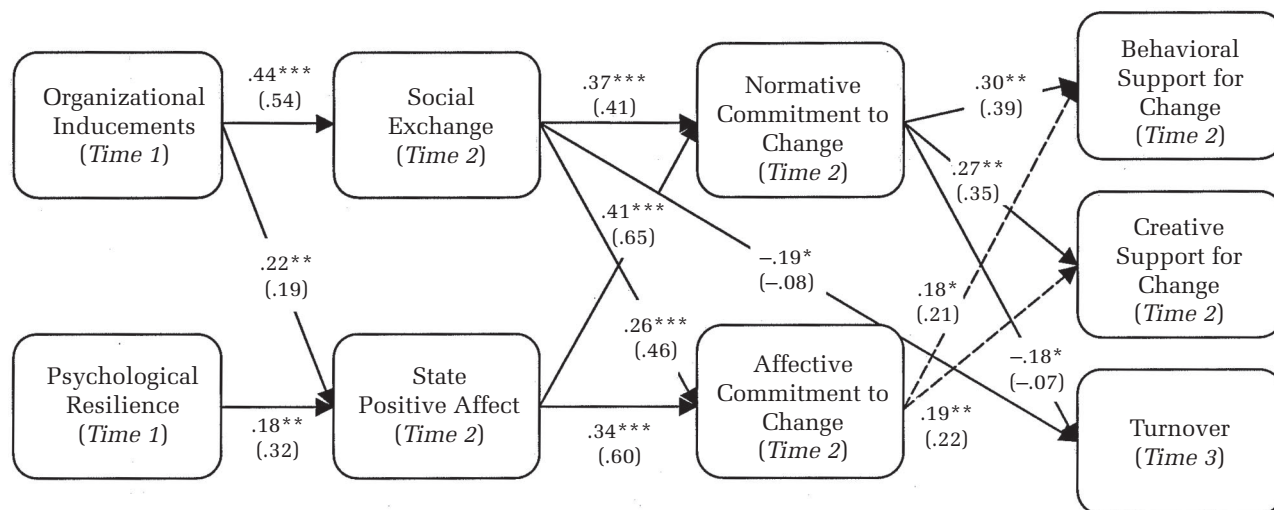 Organizational
Inducements
(Time 1)
.44***
(.54)
Social
Exchange
(Time 2)
.37***
(.41)
Normative
Commitment to
Change
(Time 2)
.30**
(.39)
Behavioral
Support for
Change
(Time 2)
.27**
(.35)
Creative
Support for
Change
(Time 2)
.22**
(.19)
.41***
(.65)
–.19*
(–.08)
.18*
(.21)
.26***
(.46)
–.18*
(–.07)
Psychological
Resilience
(Time 1)
.18**
(.32)
State
Positive Affect
(Time 2)
.34***
(.60)
Affective
Commitment to
Change
(Time 2)
.19**
(.22)
Turnover
(Time 3)